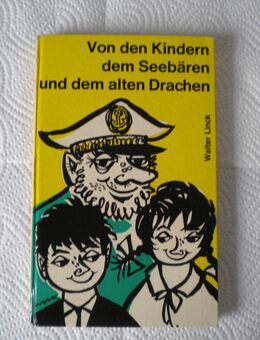 Von den Kindern
dem Seebären
und dem alten Drachen
Walter Linck